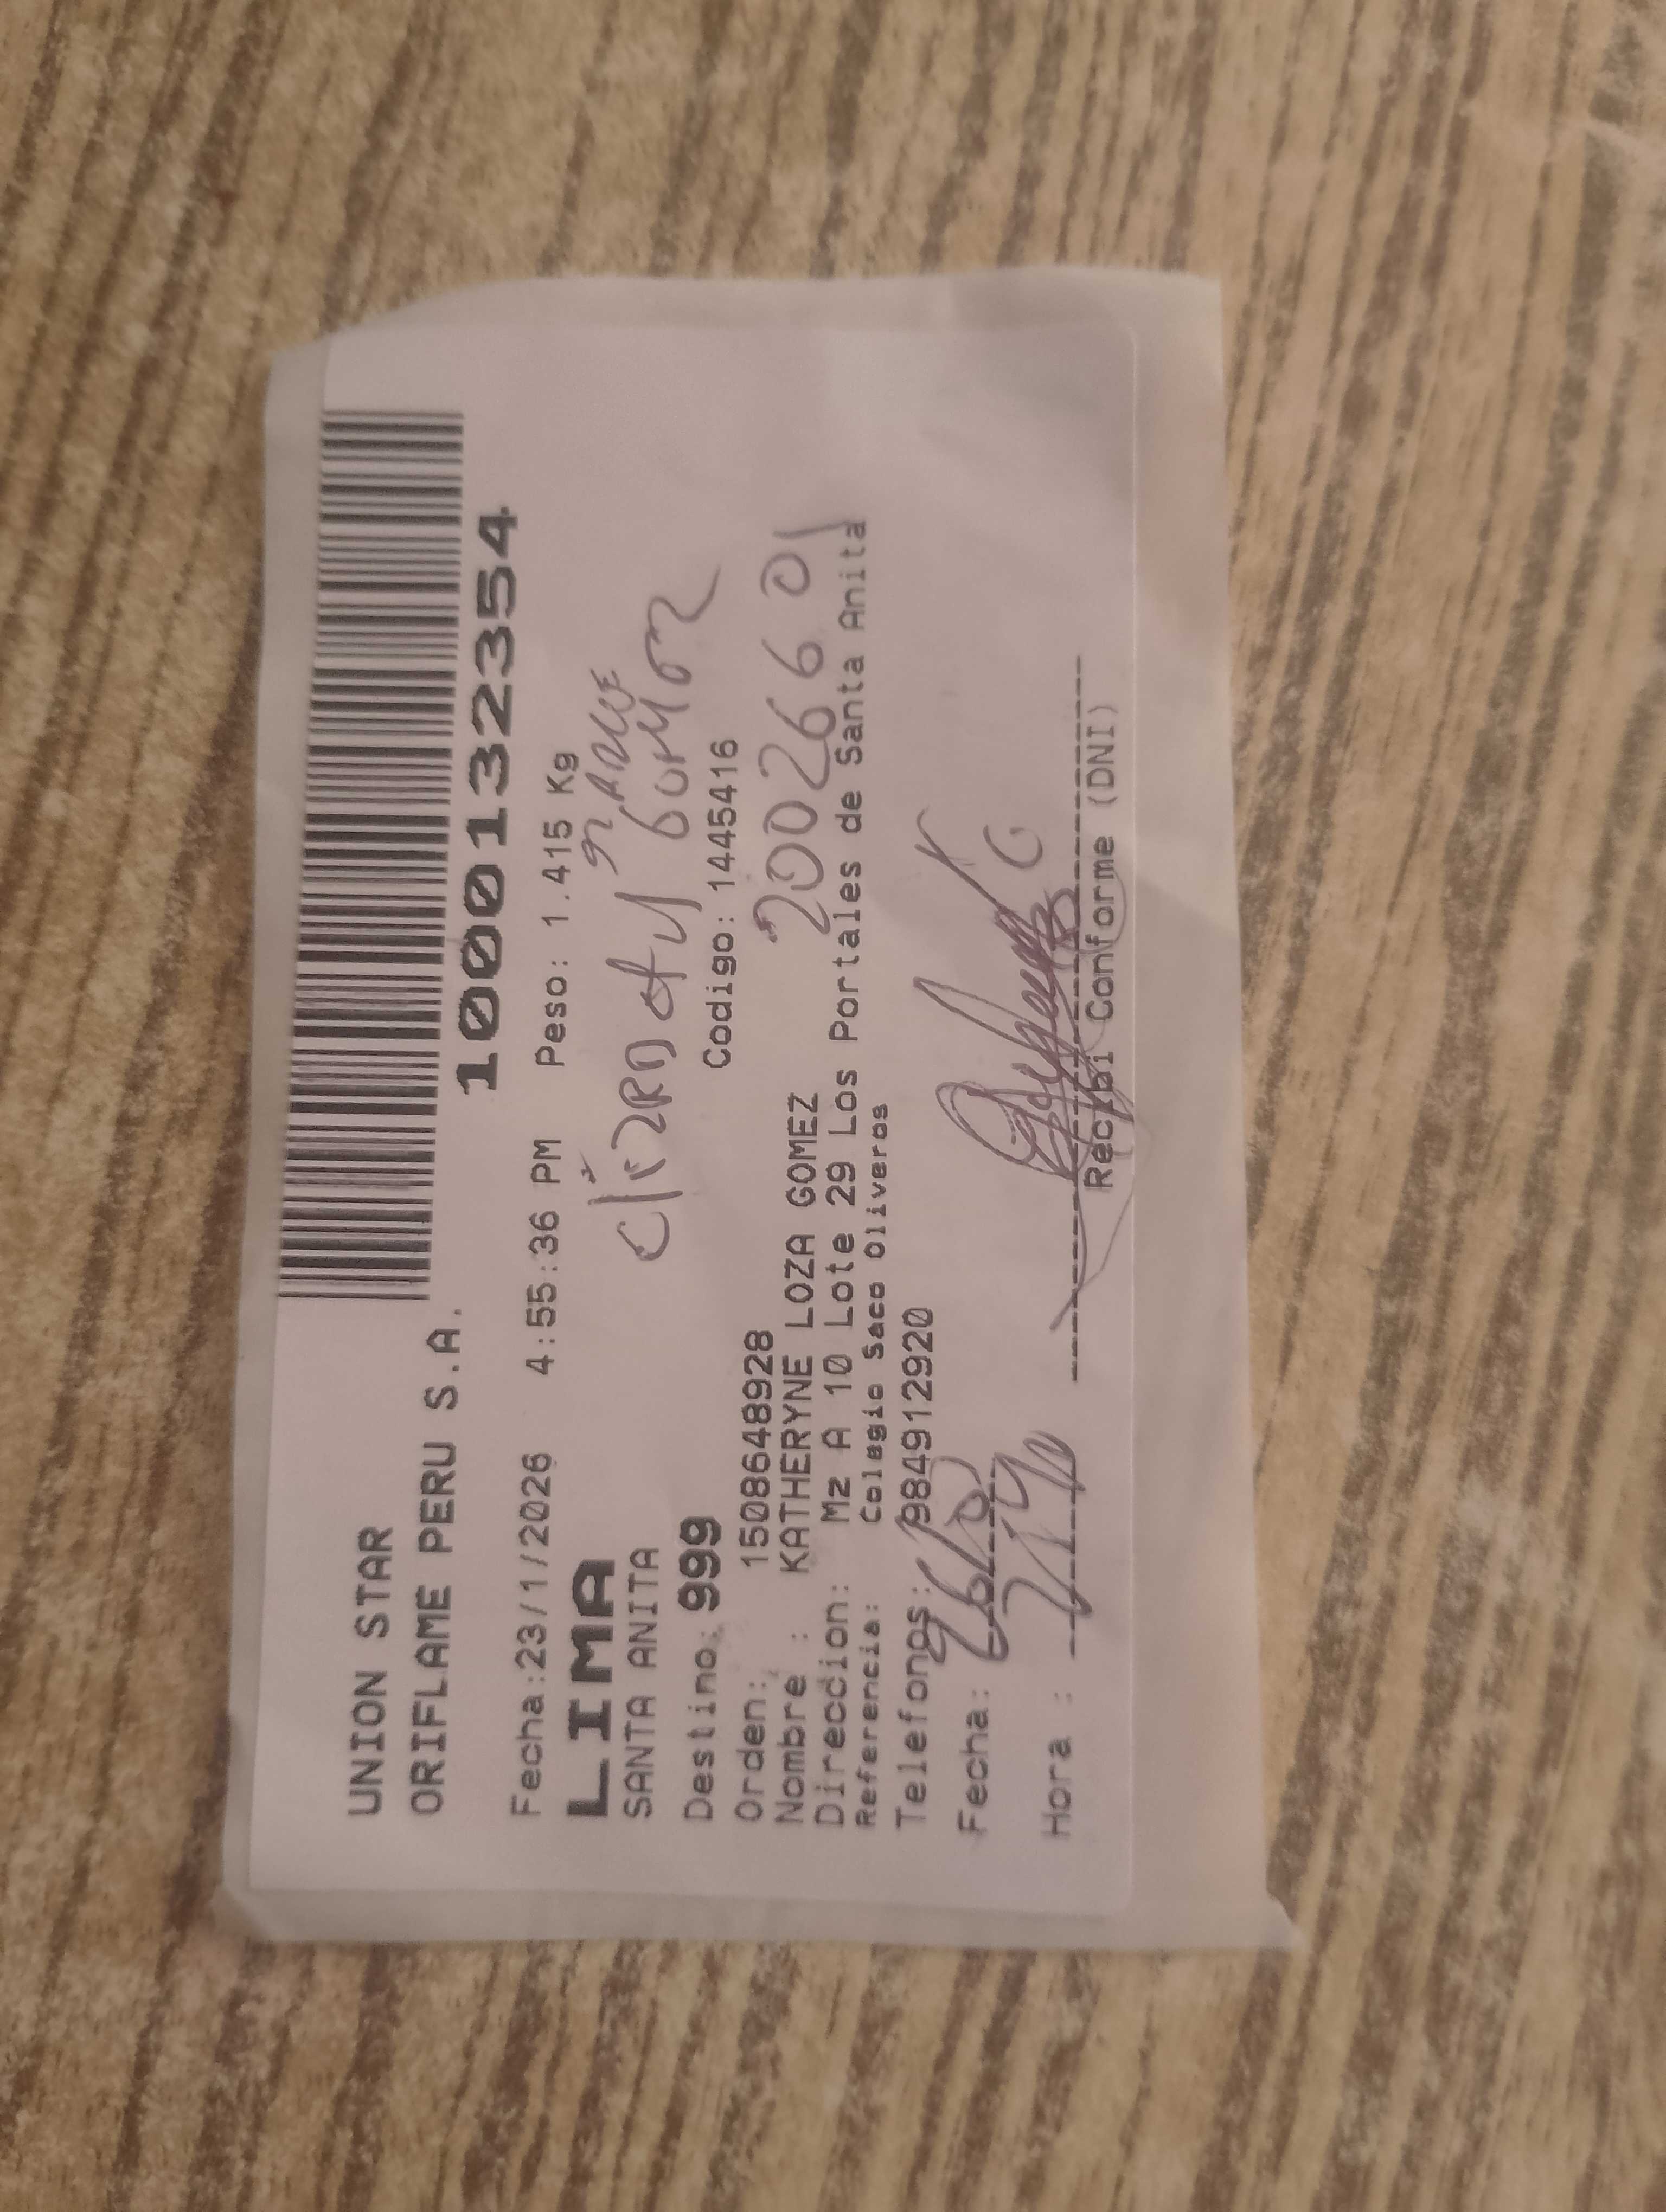 UNION STAR
ORIFLAME PERU S.A.
1000132354
Fecha:23/1/2026 4:55:36 PM Peso: 1.415 Kg
LIMA
SANTA ANITA
Destino: 999
Codigo: 1445416
Orden: 1508648928
Nombre : KATHERYNE LOZA GOMEZ
20026601
Direccion: Mz A 10 Lote 29 Los Portales de Santa Anita
Referencia: Colegio Saco Oliveros
Telefonos: 984912920
Fecha:
Hora :
Recibi Conforme (DNI)